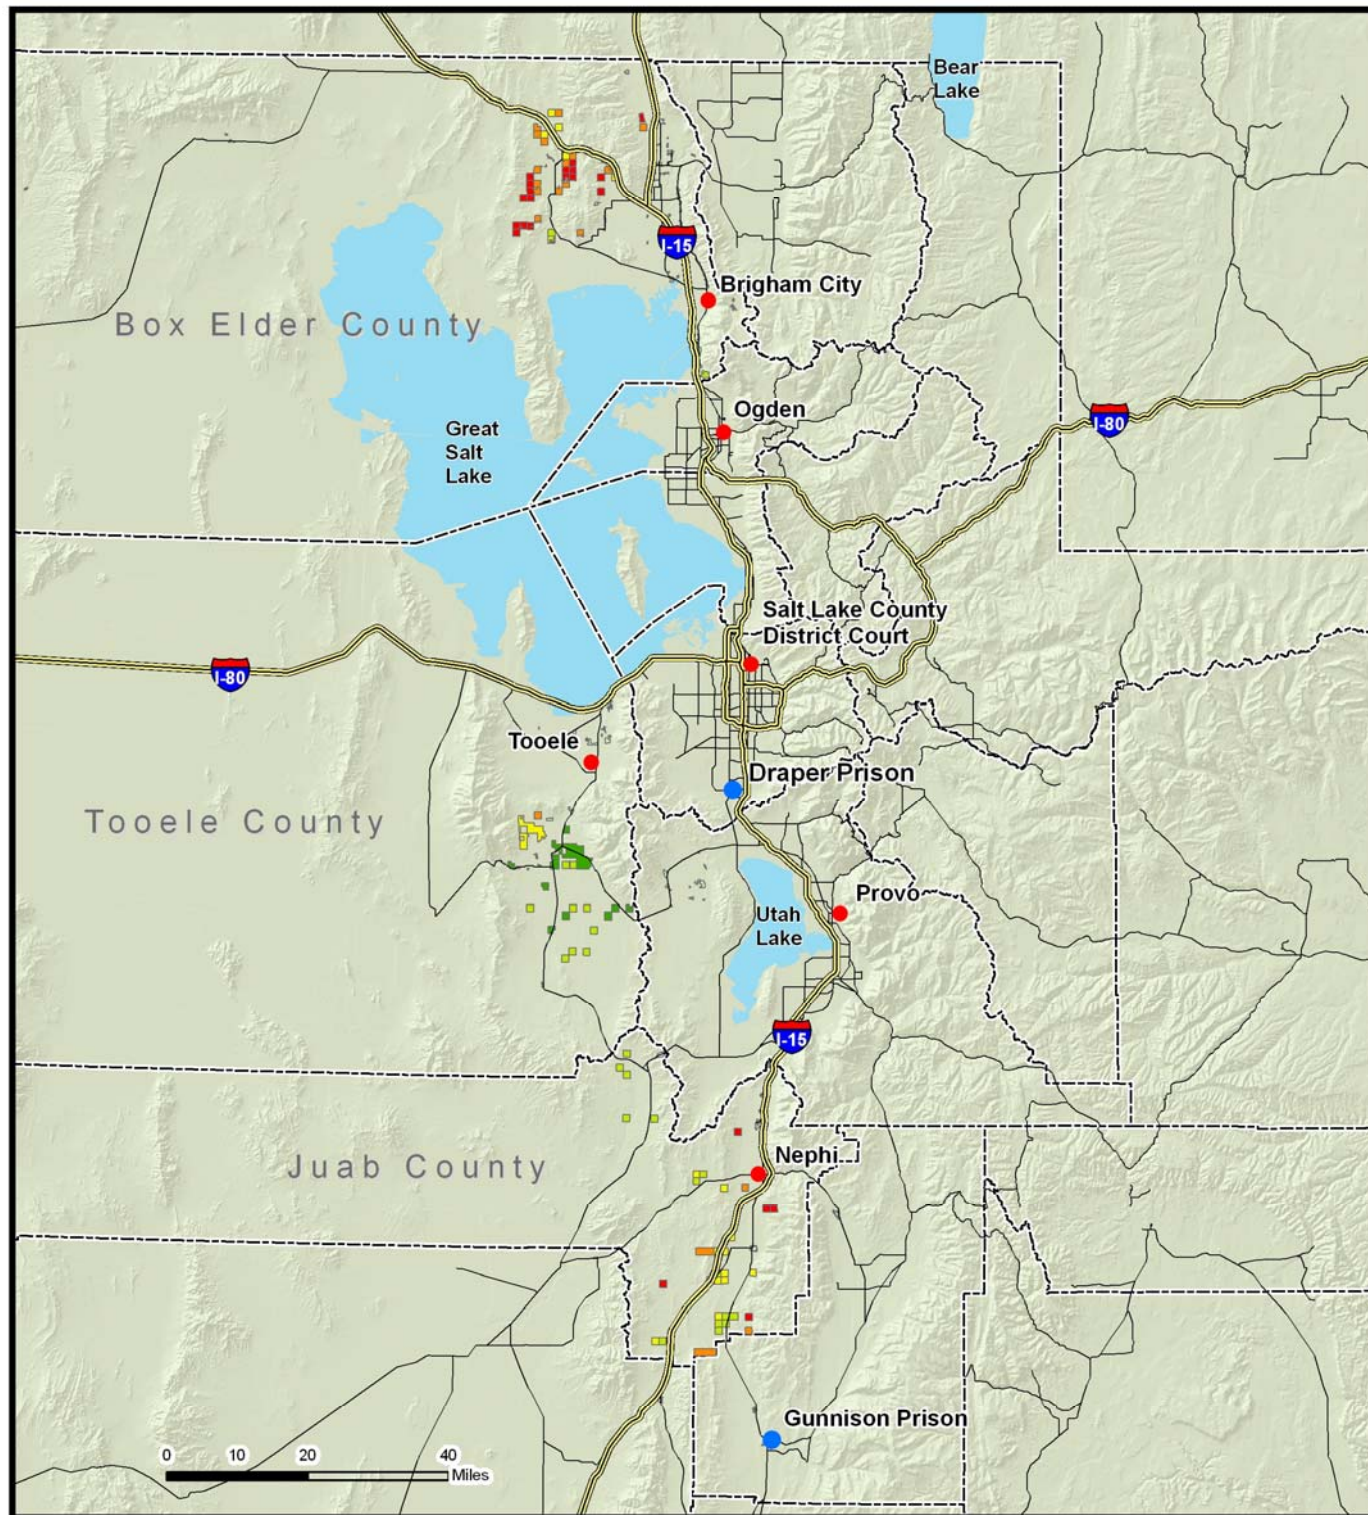 Bear
Lake
I-15
Brigham City
Box Elder County
Ogden
I-80
Great
Salt
Lake
Salt Lake County
District Court
I-80
Tooele
Draper Prison
Tooele County
Provo
Utah
Lake
I-15
Nephi
Juab County
Gunnison Prison
0 10 20 40
Miles